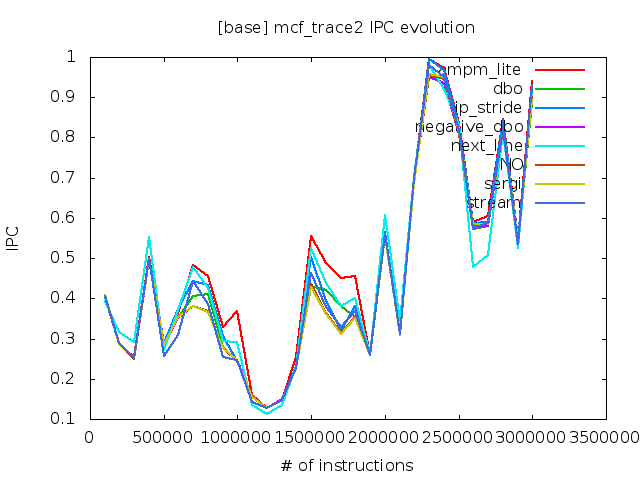 [base] mcf_trace2 IPC evolution
1
0.9
0.8
0.7
0.6
0.5
0.4
0.3
0.2
0.1
IPC
mpm_lite
dbo
ip_stride
negative_dbo
next_line
NO
sergi
stream
0 500000 1000000 1500000 2000000 2500000 3000000 3500000
# of instructions